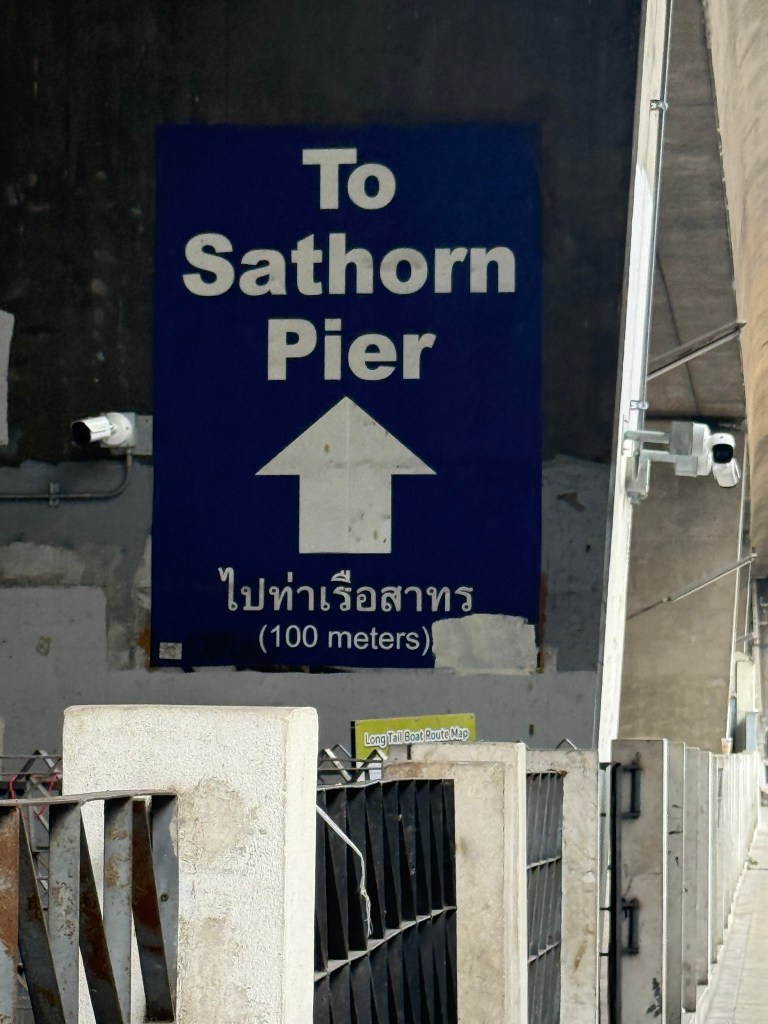 To
Sathorn
Pier
ไปท่าเรือสาทร
(100 meters)
Long Tail Boat Route Map